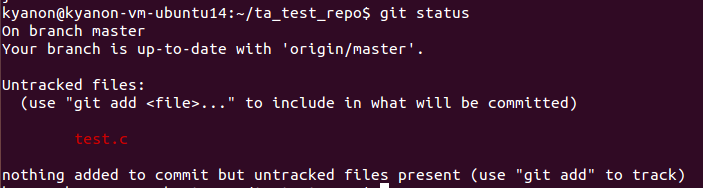 kyanon@kyanon-vm-ubuntu14:~/ta_test_repo$ git status
On branch master
Your branch is up-to-date with 'origin/master'.
Untracked files:
(use "git add <file>..." to include in what will be committed)
test.c
nothing added to commit but untracked files present (use "git add" to track)